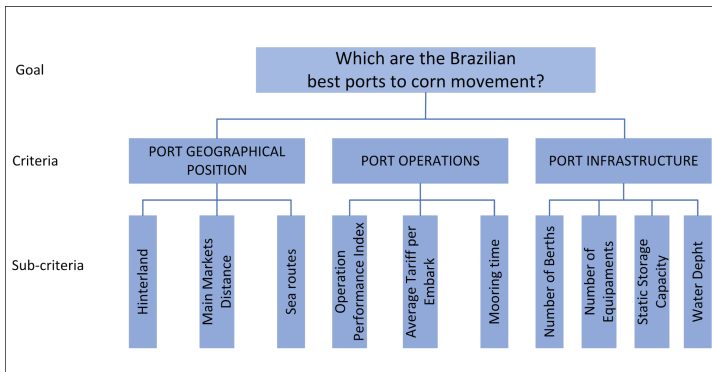 Goal
Which are the Brazilian
best ports to corn movement?
Criteria
PORT GEOGRAPHICAL
POSITION
PORT OPERATIONS
PORT INFRASTRUCTURE
Sub-criteria
Hinterland
Main Markets
Distance
Sea routes
Operation
Performance Index
Average Tariff per
Embark
Mooring time
Number of Berths
Number of
Equipaments
Static Storage
Capacity
Water Depht